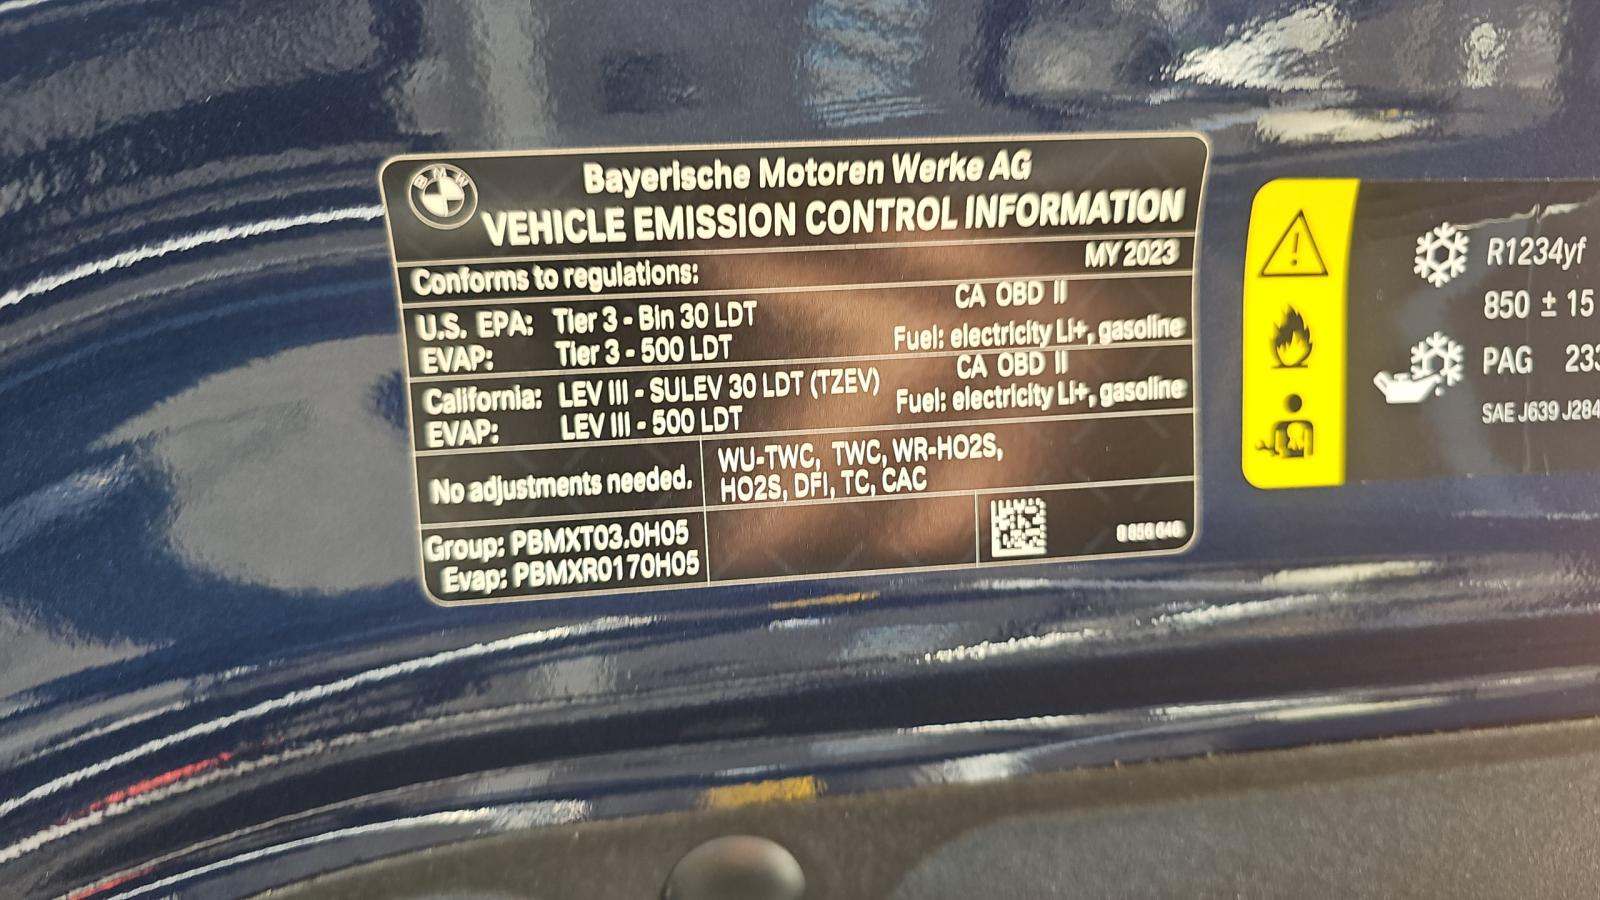 BMW
Bayerische Motoren Werke AG
VEHICLE EMISSION CONTROL INFORMATION
MY 2023
Conforms to regulations:
U.S. EPA: Tier 3 - Bin 30 LDT CA OBD II
EVAP: Tier 3 - 500 LDT Fuel: electricity Li+, gasoline
California: LEV III - SULEV 30 LDT (TZEV) CA OBD II
EVAP: LEV III - 500 LDT Fuel: electricity Li+, gasoline
No adjustments needed.
WU-TWC, TWC, WR-HO2S,
HO2S, DFI, TC, CAC
Group: PBMXT03.0H05
Evap: PBMXR0170H05
R1234yf
850 ± 15
PAG
SAE J639